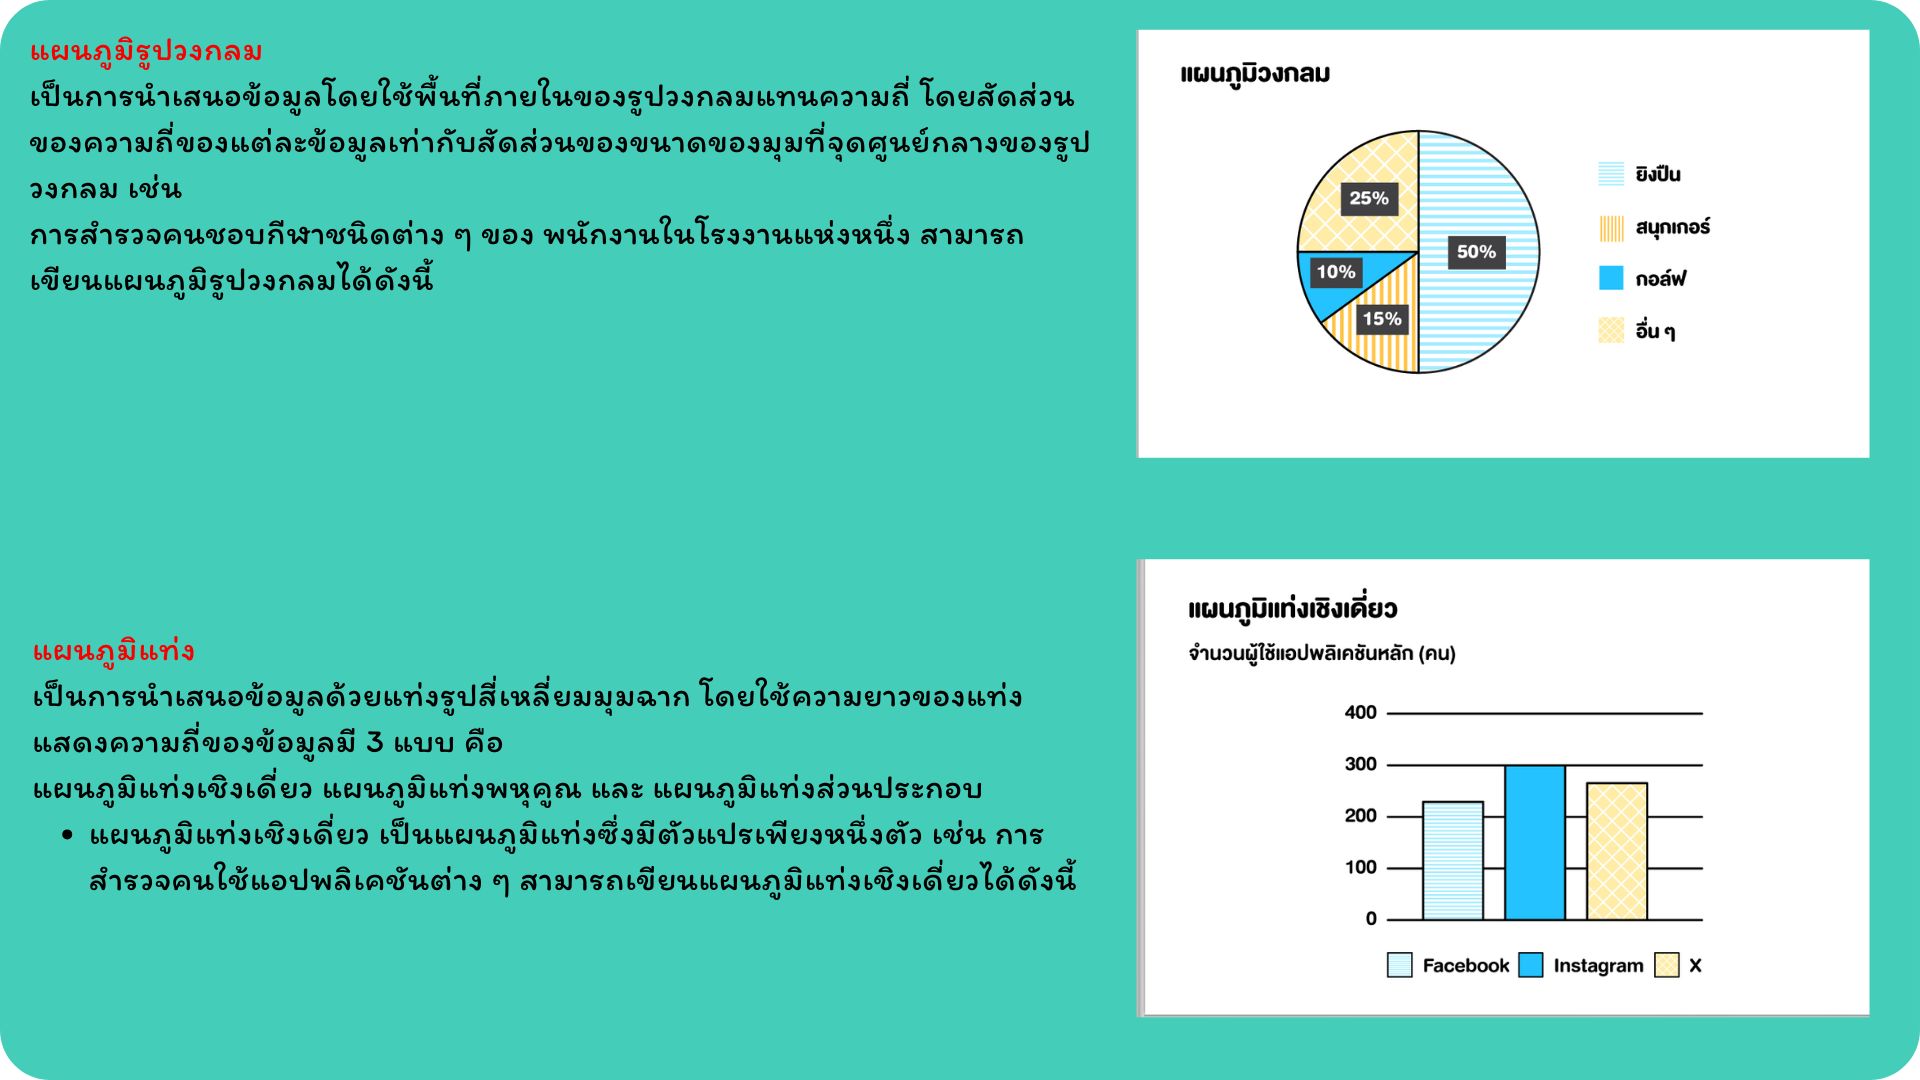 แผนภูมิรูปวงกลม
เป็นการนำเสนอข้อมูลโดยใช้พื้นที่ภายในของรูปวงกลมแทนความถี่ โดยสัดส่วน
ของความถี่ของแต่ละข้อมูลเท่ากับสัดส่วนของขนาดของมุมที่จุดศูนย์กลางของรูป
วงกลม เช่น
การสำรวจคนชอบกีฬาชนิดต่าง ๆ ของ พนักงานในโรงงานแห่งหนึ่ง สามารถ
เขียนแผนภูมิรูปวงกลมได้ดังนี้
แผนภูมิวงกลม
25%
50%
10%
15%
ยิงปืน
สนุกเกอร์
กอล์ฟ
อื่น ๆ
แผนภูมิแท่ง
เป็นการนำเสนอข้อมูลด้วยแท่งรูปสี่เหลี่ยมมุมฉาก โดยใช้ความยาวของแท่ง
แสดงความถี่ของข้อมูลมี 3 แบบ คือ
แผนภูมิแท่งเชิงเดี่ยว แผนภูมิแท่งพหุคูณ และ แผนภูมิแท่งส่วนประกอบ
• แผนภูมิแท่งเชิงเดี่ยว เป็นแผนภูมิแท่งซึ่งมีตัวแปรเพียงหนึ่งตัว เช่น การ
สำรวจคนใช้แอปพลิเคชันต่าง ๆ สามารถเขียนแผนภูมิแท่งเชิงเดี่ยวได้ดังนี้
แผนภูมิแท่งเชิงเดี่ยว
จำนวนผู้ใช้แอปพลิเคชันหลัก (คน)
400
300
200
100
0
Facebook Instagram X